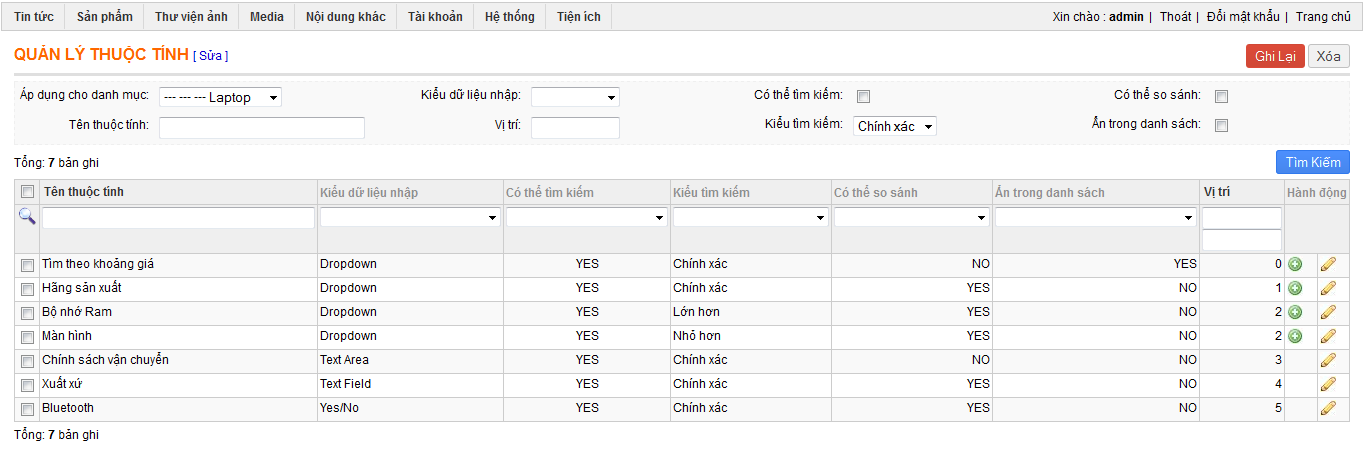 Tin tức Sản phẩm Thư viện ảnh Media Nội dung khác Tài khoản Hệ thống Tiện ích Xin chào : admin | Thoát | Đổi mật khẩu | Trang chủ
QUẢN LÝ THUỘC TÍNH [ Sửa ] Ghi Lại Xóa
Áp dụng cho danh mục: --- --- --- Laptop Kiểu dữ liệu nhập: Có thể tìm kiếm: Có thể so sánh:
Tên thuộc tính: Vị trí: Kiểu tìm kiếm: Chính xác Ẩn trong danh sách:
Tổng: 7 bản ghi Tìm Kiếm
Tên thuộc tính Kiểu dữ liệu nhập Có thể tìm kiếm Kiểu tìm kiếm Có thể so sánh Ẩn trong danh sách Vị trí Hành động
Tìm theo khoảng giá Dropdown YES Chính xác NO YES 0
Hãng sản xuất Dropdown YES Chính xác YES NO 1
Bộ nhớ Ram Dropdown YES Lớn hơn YES NO 2
Màn hình Dropdown YES Nhỏ hơn YES NO 2
Chính sách vận chuyển Text Area YES Chính xác NO NO 3
Xuất xứ Text Field YES Chính xác YES NO 4
Bluetooth Yes/No YES Chính xác YES NO 5
Tổng: 7 bản ghi